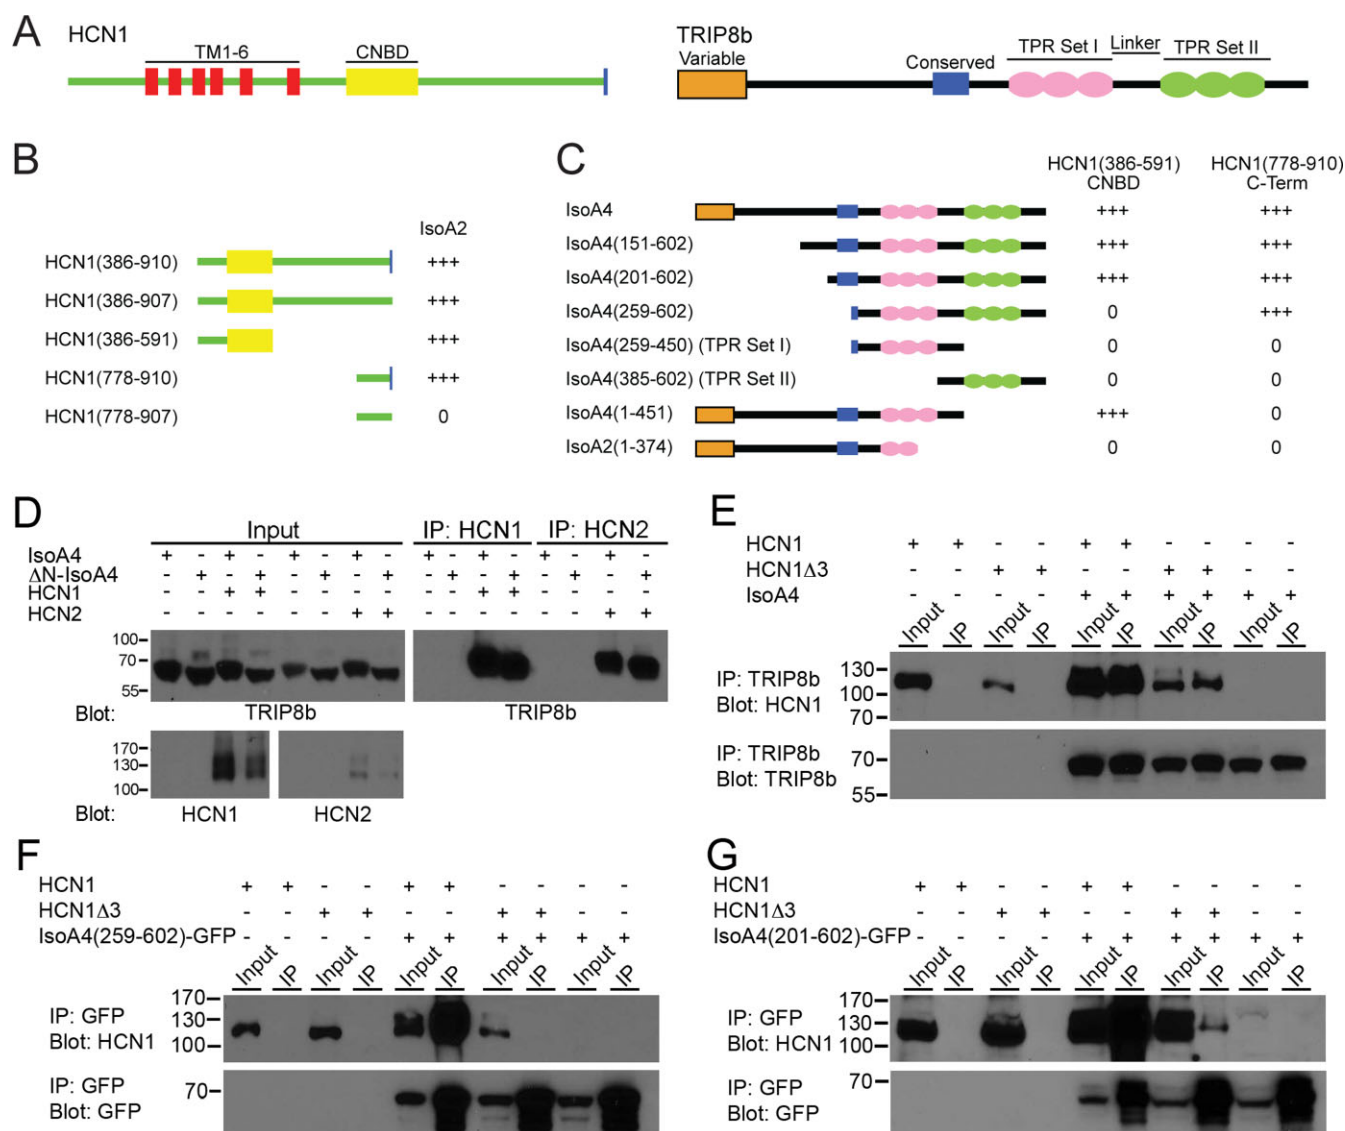 A
HCN1
TM1-6
CNBD
TRIP8b
Variable
Conserved
TPR Set I
Linker
TPR Set II
B
IsoA2
HCN1(386-910) +++
HCN1(386-907) +++
HCN1(386-591) +++
HCN1(778-910) +++
HCN1(778-907) 0
C
HCN1(386-591) HCN1(778-910)
CNBD C-Term
IsoA4 +++ +++
IsoA4(151-602) +++ +++
IsoA4(201-602) +++ +++
IsoA4(259-602) 0 +++
IsoA4(259-450) (TPR Set I) 0 0
IsoA4(385-602) (TPR Set II) 0 0
IsoA4(1-451) +++ 0
IsoA2(1-374) 0 0
D
Input IP: HCN1 IP: HCN2
IsoA4 + - + - + - + - + - + - + - + -
ΔN-IsoA4 - + - + - + - + - + - + - + - +
HCN1 - - + + - - - - - - + + - - - -
HCN2 - - - - - - + + - - - - - - + +
100
70
55
Blot: TRIP8b TRIP8b
170
130
100
Blot: HCN1 HCN2
E
HCN1 + + - - + + - - - -
HCN1Δ3 - - + + - - + + - -
IsoA4 - - - - + + + + + +
Input IP Input IP Input IP Input IP Input IP
IP: TRIP8b
Blot: HCN1
130
100
70
IP: TRIP8b
Blot: TRIP8b
70
55
F
HCN1 + + - - + + - - - -
HCN1Δ3 - - + + - - + + - -
IsoA4(259-602)-GFP - - - - + + + + + +
Input IP Input IP Input IP Input IP Input IP
IP: GFP
Blot: HCN1
170
130
100
IP: GFP
Blot: GFP
70
G
HCN1 + + - - + + - - - -
HCN1Δ3 - - + + - - + + - -
IsoA4(201-602)-GFP - - - - + + + + + +
Input IP Input IP Input IP Input IP Input IP
IP: GFP
Blot: HCN1
170
130
100
IP: GFP
Blot: GFP
70